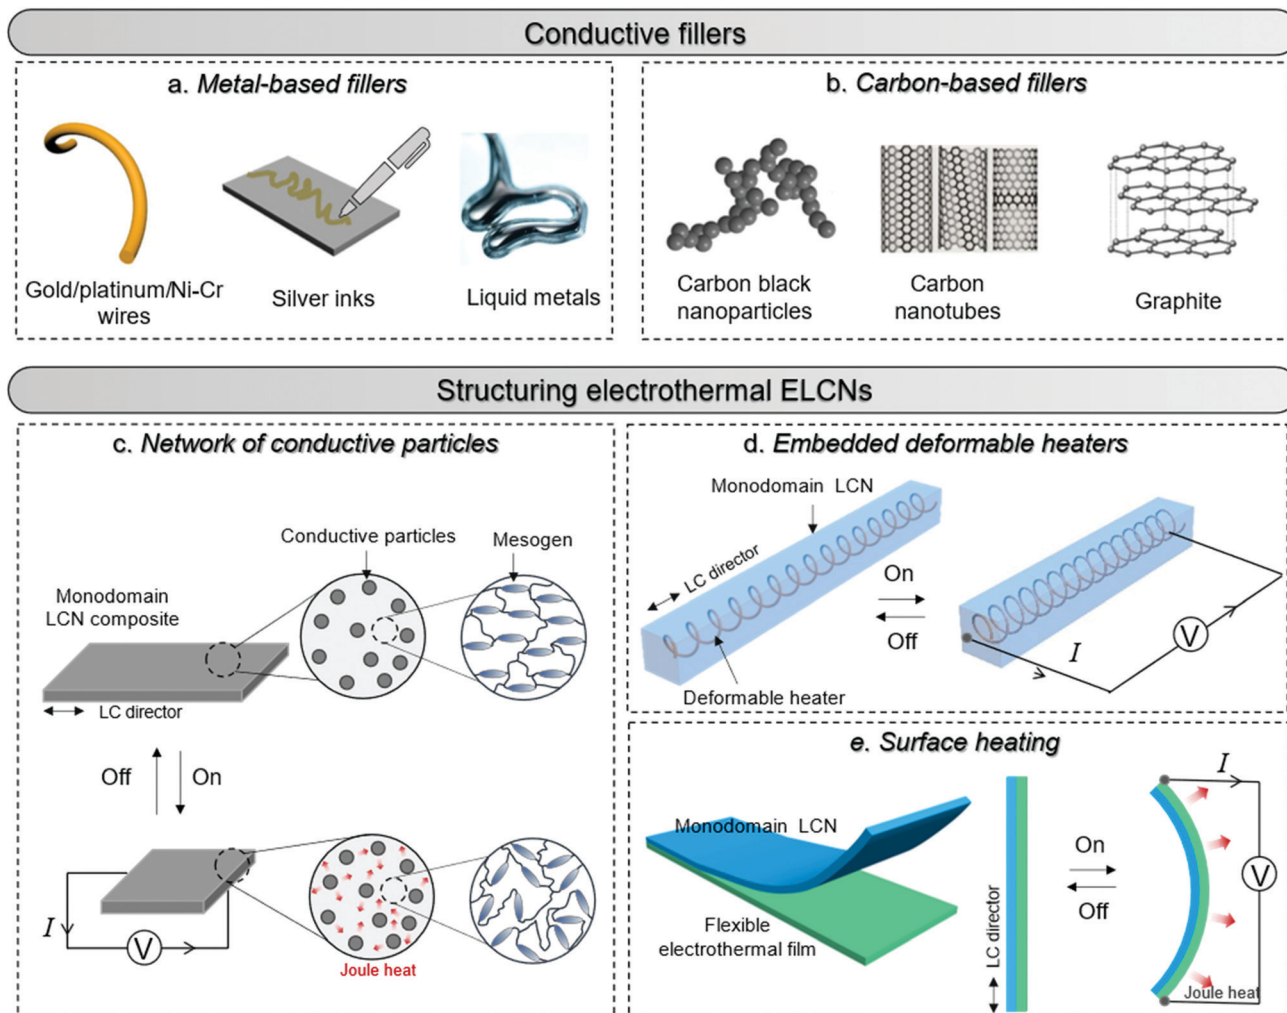 Conductive fillers
a. Metal-based fillers
Gold/platinum/Ni-Cr
wires
Silver inks
Liquid metals
b. Carbon-based fillers
Carbon black
nanoparticles
Carbon
nanotubes
Graphite
Structuring electrothermal ELCNs
c. Network of conductive particles
Conductive particles
Mesogen
Monodomain
LCN composite
LC director
Off
On
I
V
Joule heat
d. Embedded deformable heaters
Monodomain LCN
LC director
On
Off
Deformable heater
I
V
e. Surface heating
Monodomain LCN
Flexible
electrothermal film
LC director
On
Off
I
V
Joule heat